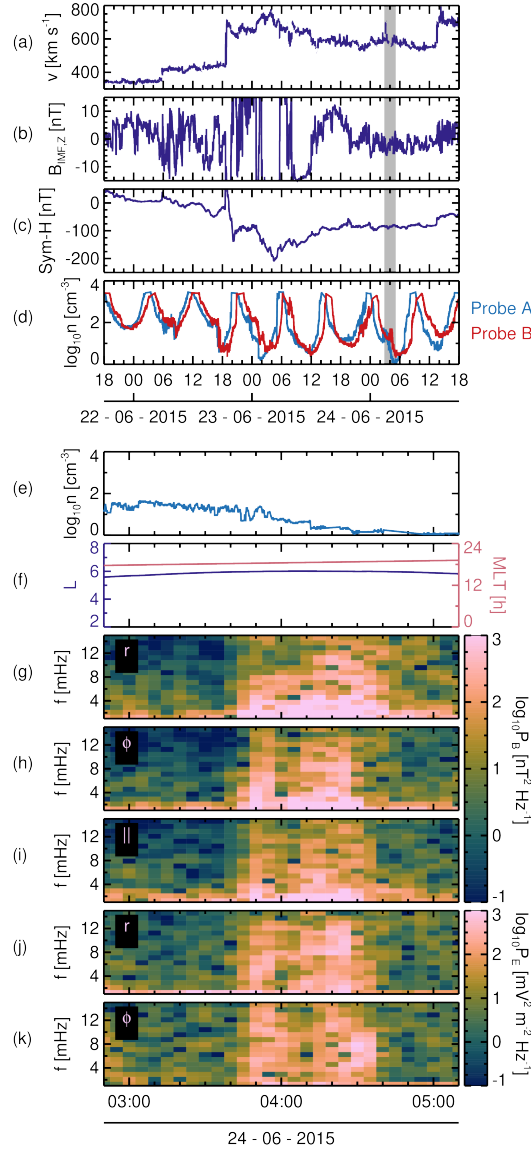 (a)
v [km s⁻¹]
800
600
400
(b)
B_IMF,Z [nT]
10
0
-10
(c)
Sym-H [nT]
0
-100
-200
(d)
log₁₀n [cm⁻³]
4
2
0
Probe A
Probe B
18 00 06 12 18 00 06 12 18 00 06 12 18
22 - 06 - 2015 23 - 06 - 2015 24 - 06 - 2015
(e)
log₁₀n [cm⁻³]
4
2
0
(f)
L
8
6
4
2
24
12
0
MLT [h]
(g)
f [mHz]
12
8
4
r
(h)
f [mHz]
12
8
4
ϕ
(i)
f [mHz]
12
8
4
||
3
2
1
0
-1
log₁₀P_B [nT² Hz⁻¹]
(j)
f [mHz]
12
8
4
r
(k)
f [mHz]
12
8
4
ϕ
3
2
1
0
-1
log₁₀P_E [mV² m⁻² Hz⁻¹]
03:00 04:00 05:00
24 - 06 - 2015